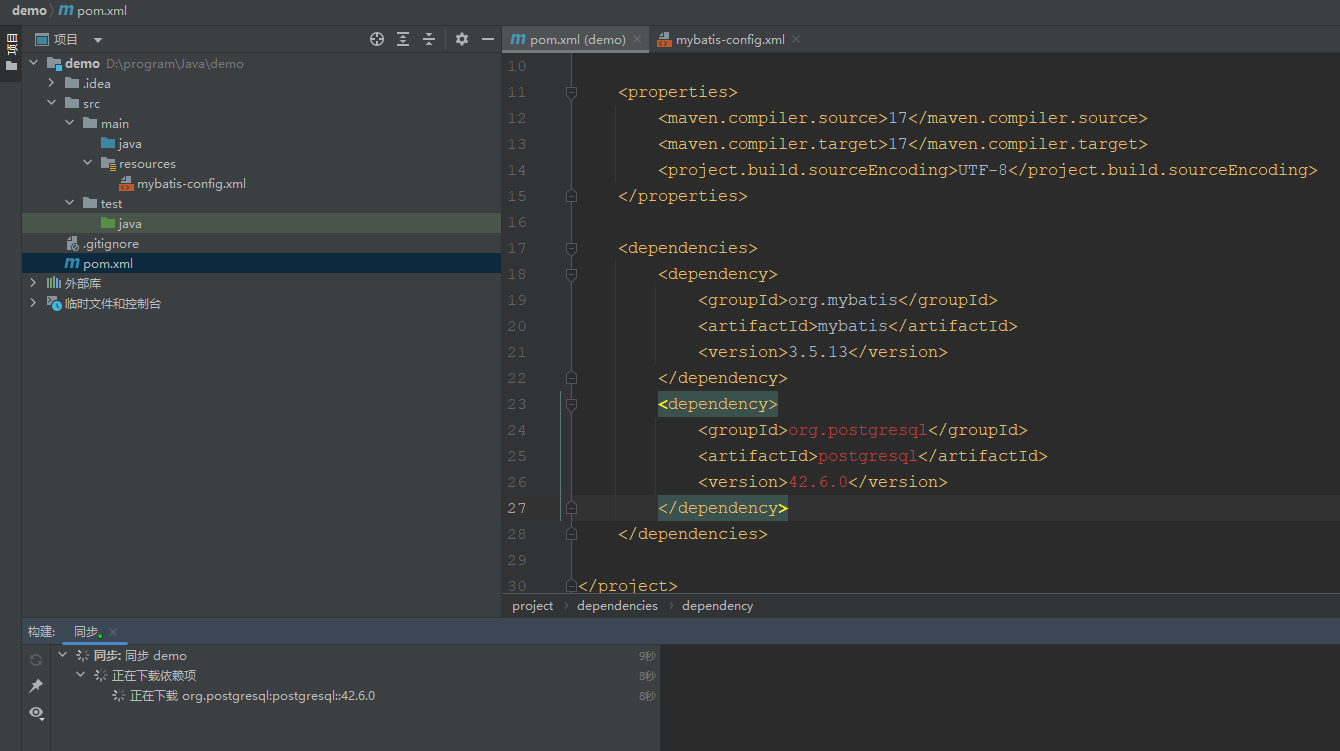 demo pom.xml
项目
项目
demo D:\program\Java\demo
.idea
src
main
java
resources
mybatis-config.xml
test
java
.gitignore
pom.xml
外部库
临时文件和控制台
pom.xml (demo) mybatis-config.xml
10
11 <properties>
12 <maven.compiler.source>17</maven.compiler.source>
13 <maven.compiler.target>17</maven.compiler.target>
14 <project.build.sourceEncoding>UTF-8</project.build.sourceEncoding>
15 </properties>
16
17 <dependencies>
18 <dependency>
19 <groupId>org.mybatis</groupId>
20 <artifactId>mybatis</artifactId>
21 <version>3.5.13</version>
22 </dependency>
23 <dependency>
24 <groupId>org.postgresql</groupId>
25 <artifactId>postgresql</artifactId>
26 <version>42.6.0</version>
27 </dependency>
28 </dependencies>
29
30 </project>
project dependencies dependency
构建: 同步
同步: 同步 demo 9秒
正在下载依赖项 8秒
正在下载 org.postgresql:postgresql::42.6.0 8秒